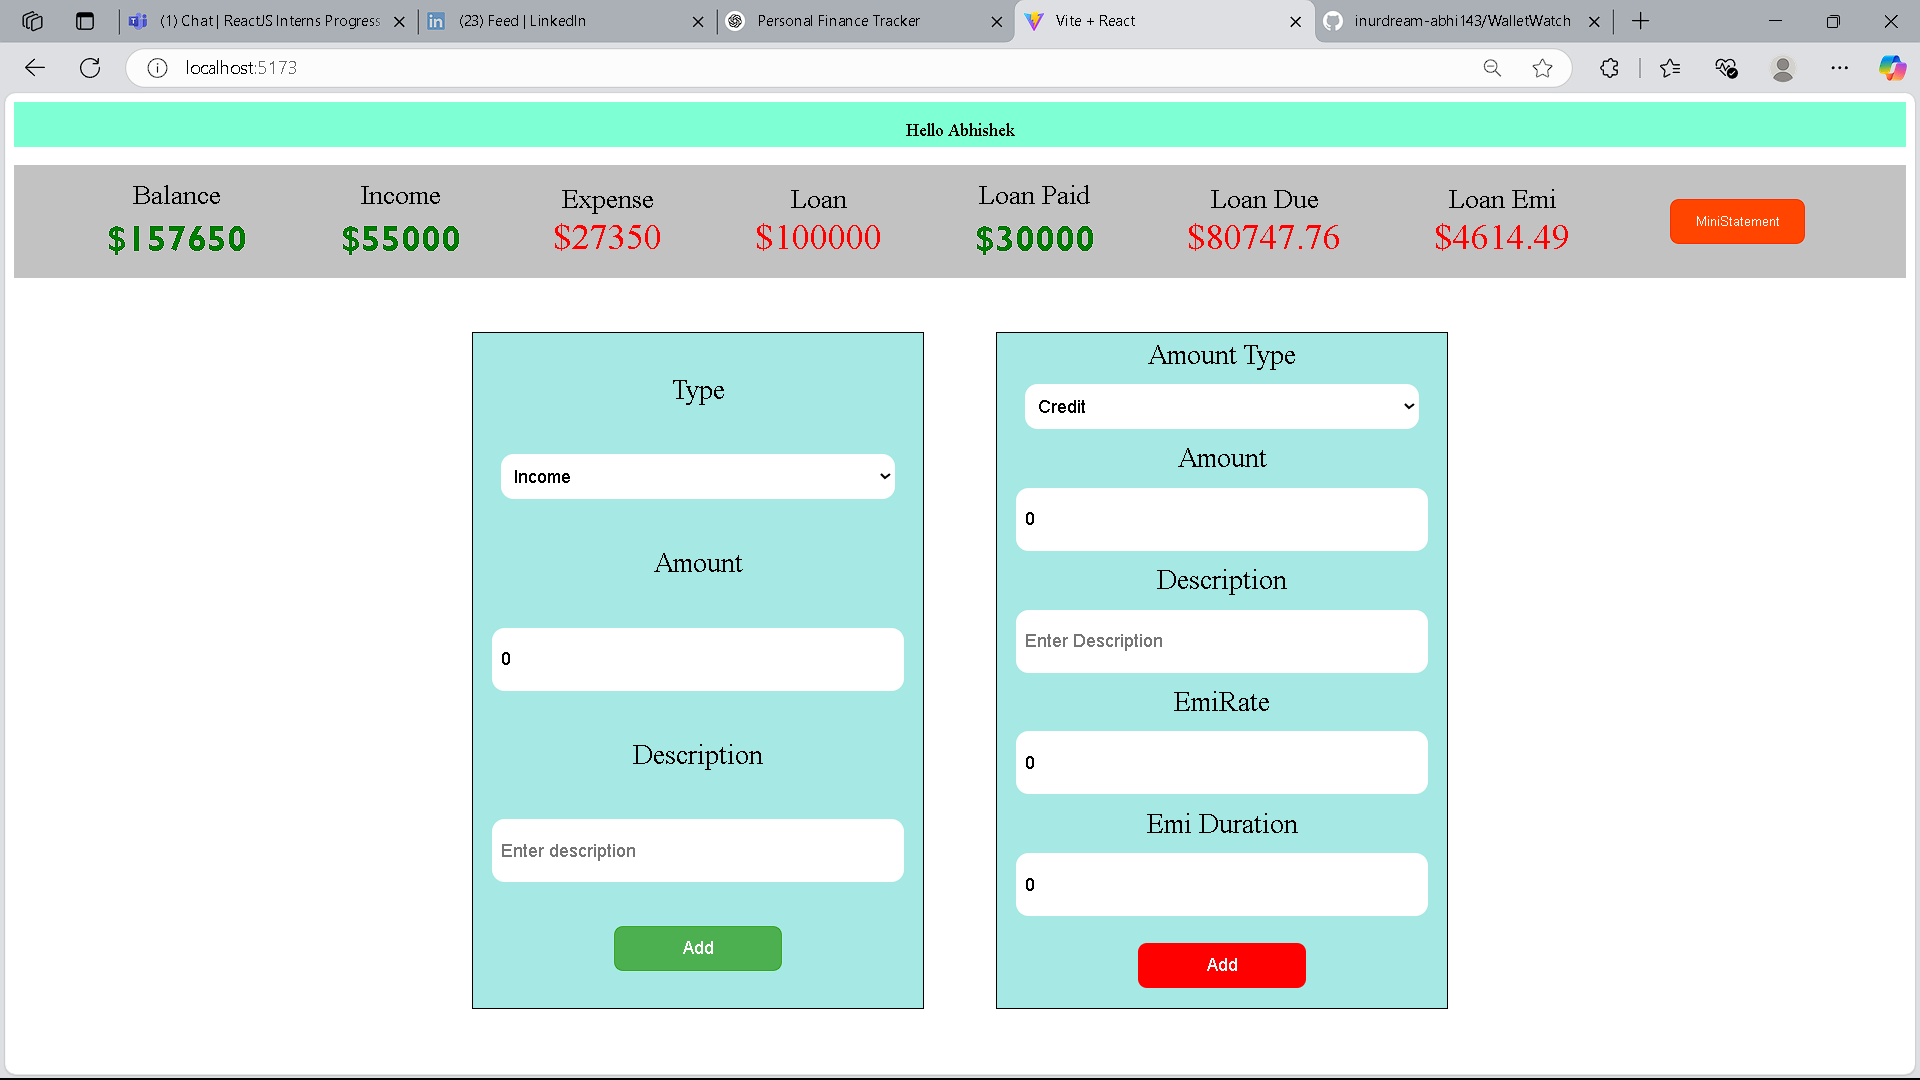 (1) Chat | ReactJS Interns Progress
(23) Feed | LinkedIn
Personal Finance Tracker
Vite + React
inurdream-abhi143/WalletWatch
localhost:5173
Hello Abhishek
Balance
$157650
Income
$55000
Expense
$27350
Loan
$100000
Loan Paid
$30000
Loan Due
$80747.76
Loan Emi
$4614.49
MiniStatement
Type
Income
Amount
0
Description
Enter description
Add
Amount Type
Credit
Amount
0
Description
Enter Description
EmiRate
0
Emi Duration
0
Add